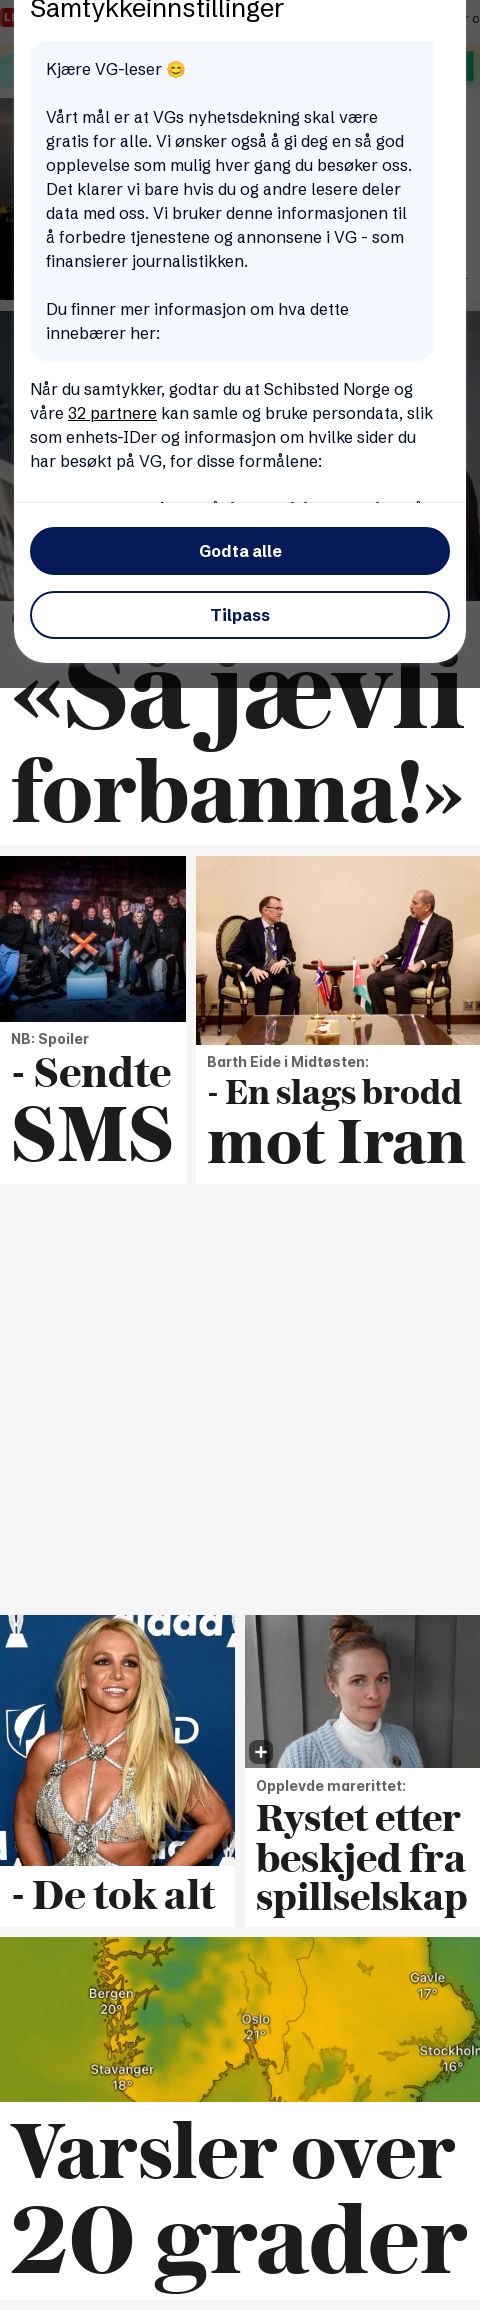 Samtykkeinnstillinger
Kjære VG-leser 😊
Vårt mål er at VGs nyhetsdekning skal være
gratis for alle. Vi ønsker også å gi deg en så god
opplevelse som mulig hver gang du besøker oss.
Det klarer vi bare hvis du og andre lesere deler
data med oss. Vi bruker denne informasjonen til
å forbedre tjenestene og annonsene i VG - som
finansierer journalistikken.
Du finner mer informasjon om hva dette
innebærer her:
Når du samtykker, godtar du at Schibsted Norge og
våre 32 partnere kan samle og bruke persondata, slik
som enhets-IDer og informasjon om hvilke sider du
har besøkt på VG, for disse formålene:
Godta alle
Tilpass
«Så jævli
forbanna!»
NB: Spoiler
- Sendte
SMS
Barth Eide i Midtøsten:
- En slags brodd
mot Iran
- De tok alt
Opplevde marerittet:
Rystet etter
beskjed fra
spillselskap
Bergen
20°
Gävle
17°
Oslo
21°
Stockholm
16°
Stavanger
18°
Varsler over
20 grader